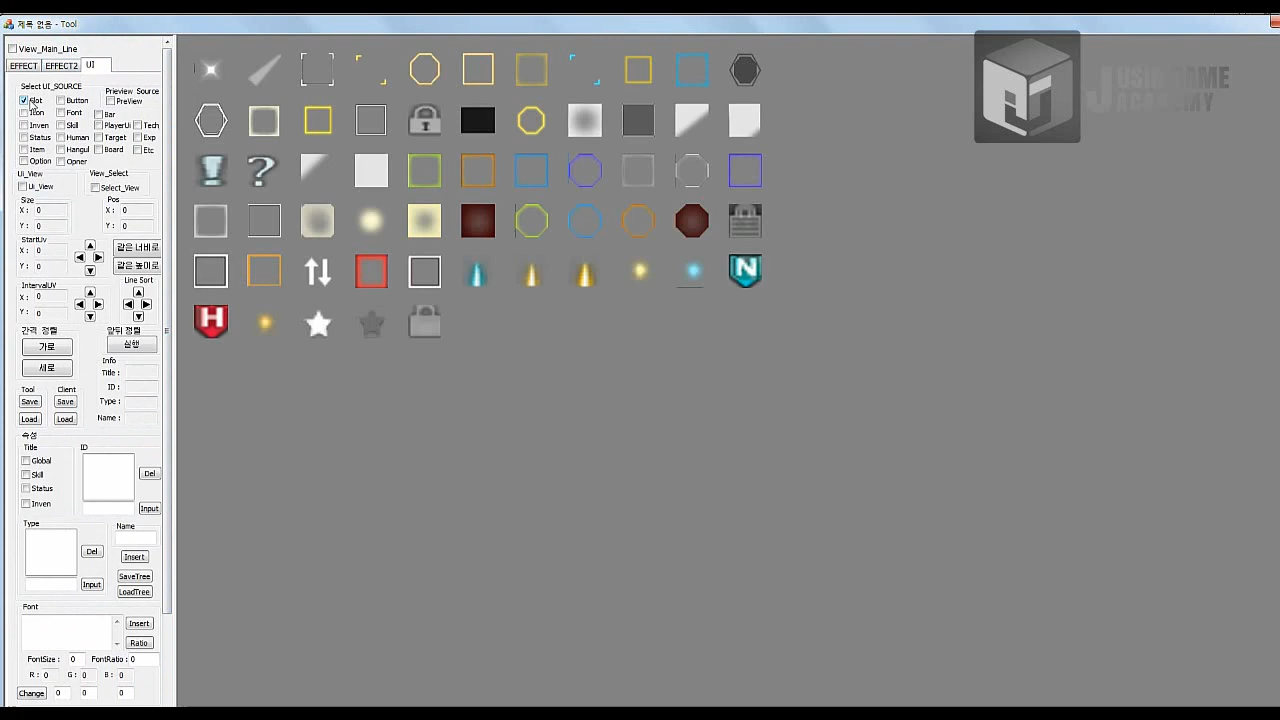 제목 없음 - Tool
View_Main_Line
EFFECT EFFECT2 UI
Select UI_SOURCE Prieview Source
Slot Button PreView
Icon Font Bar
Inven Skill PlayerUi Tech
Status Human Target Exp
Item Hangul Board Etc
Option Opner
Ui_View View_Select
Ui_View Select_View
Size Pos
X : 0 X : 0
Y : 0 Y : 0
StartUv
X : 0 같은 너비로
Y : 0 같은 높이로
IntervalUV Line Sort
X : 0
Y : 0
간격 정렬 앞뒤 정렬
가로 실행
세로 Info
Title :
Tool Client ID :
Save Save Type :
Load Load Name :
속성
Title ID
Global
Skill Del
Status
Inven Input
Type Name
Del Insert
Input SaveTree
LoadTree
Font
Insert
Ratio
FontSize : 0 FontRatio : 0
R : 0 G : 0 B : 0
Change 0 0 0
N
H
JUSIN GAME
ACADEMY